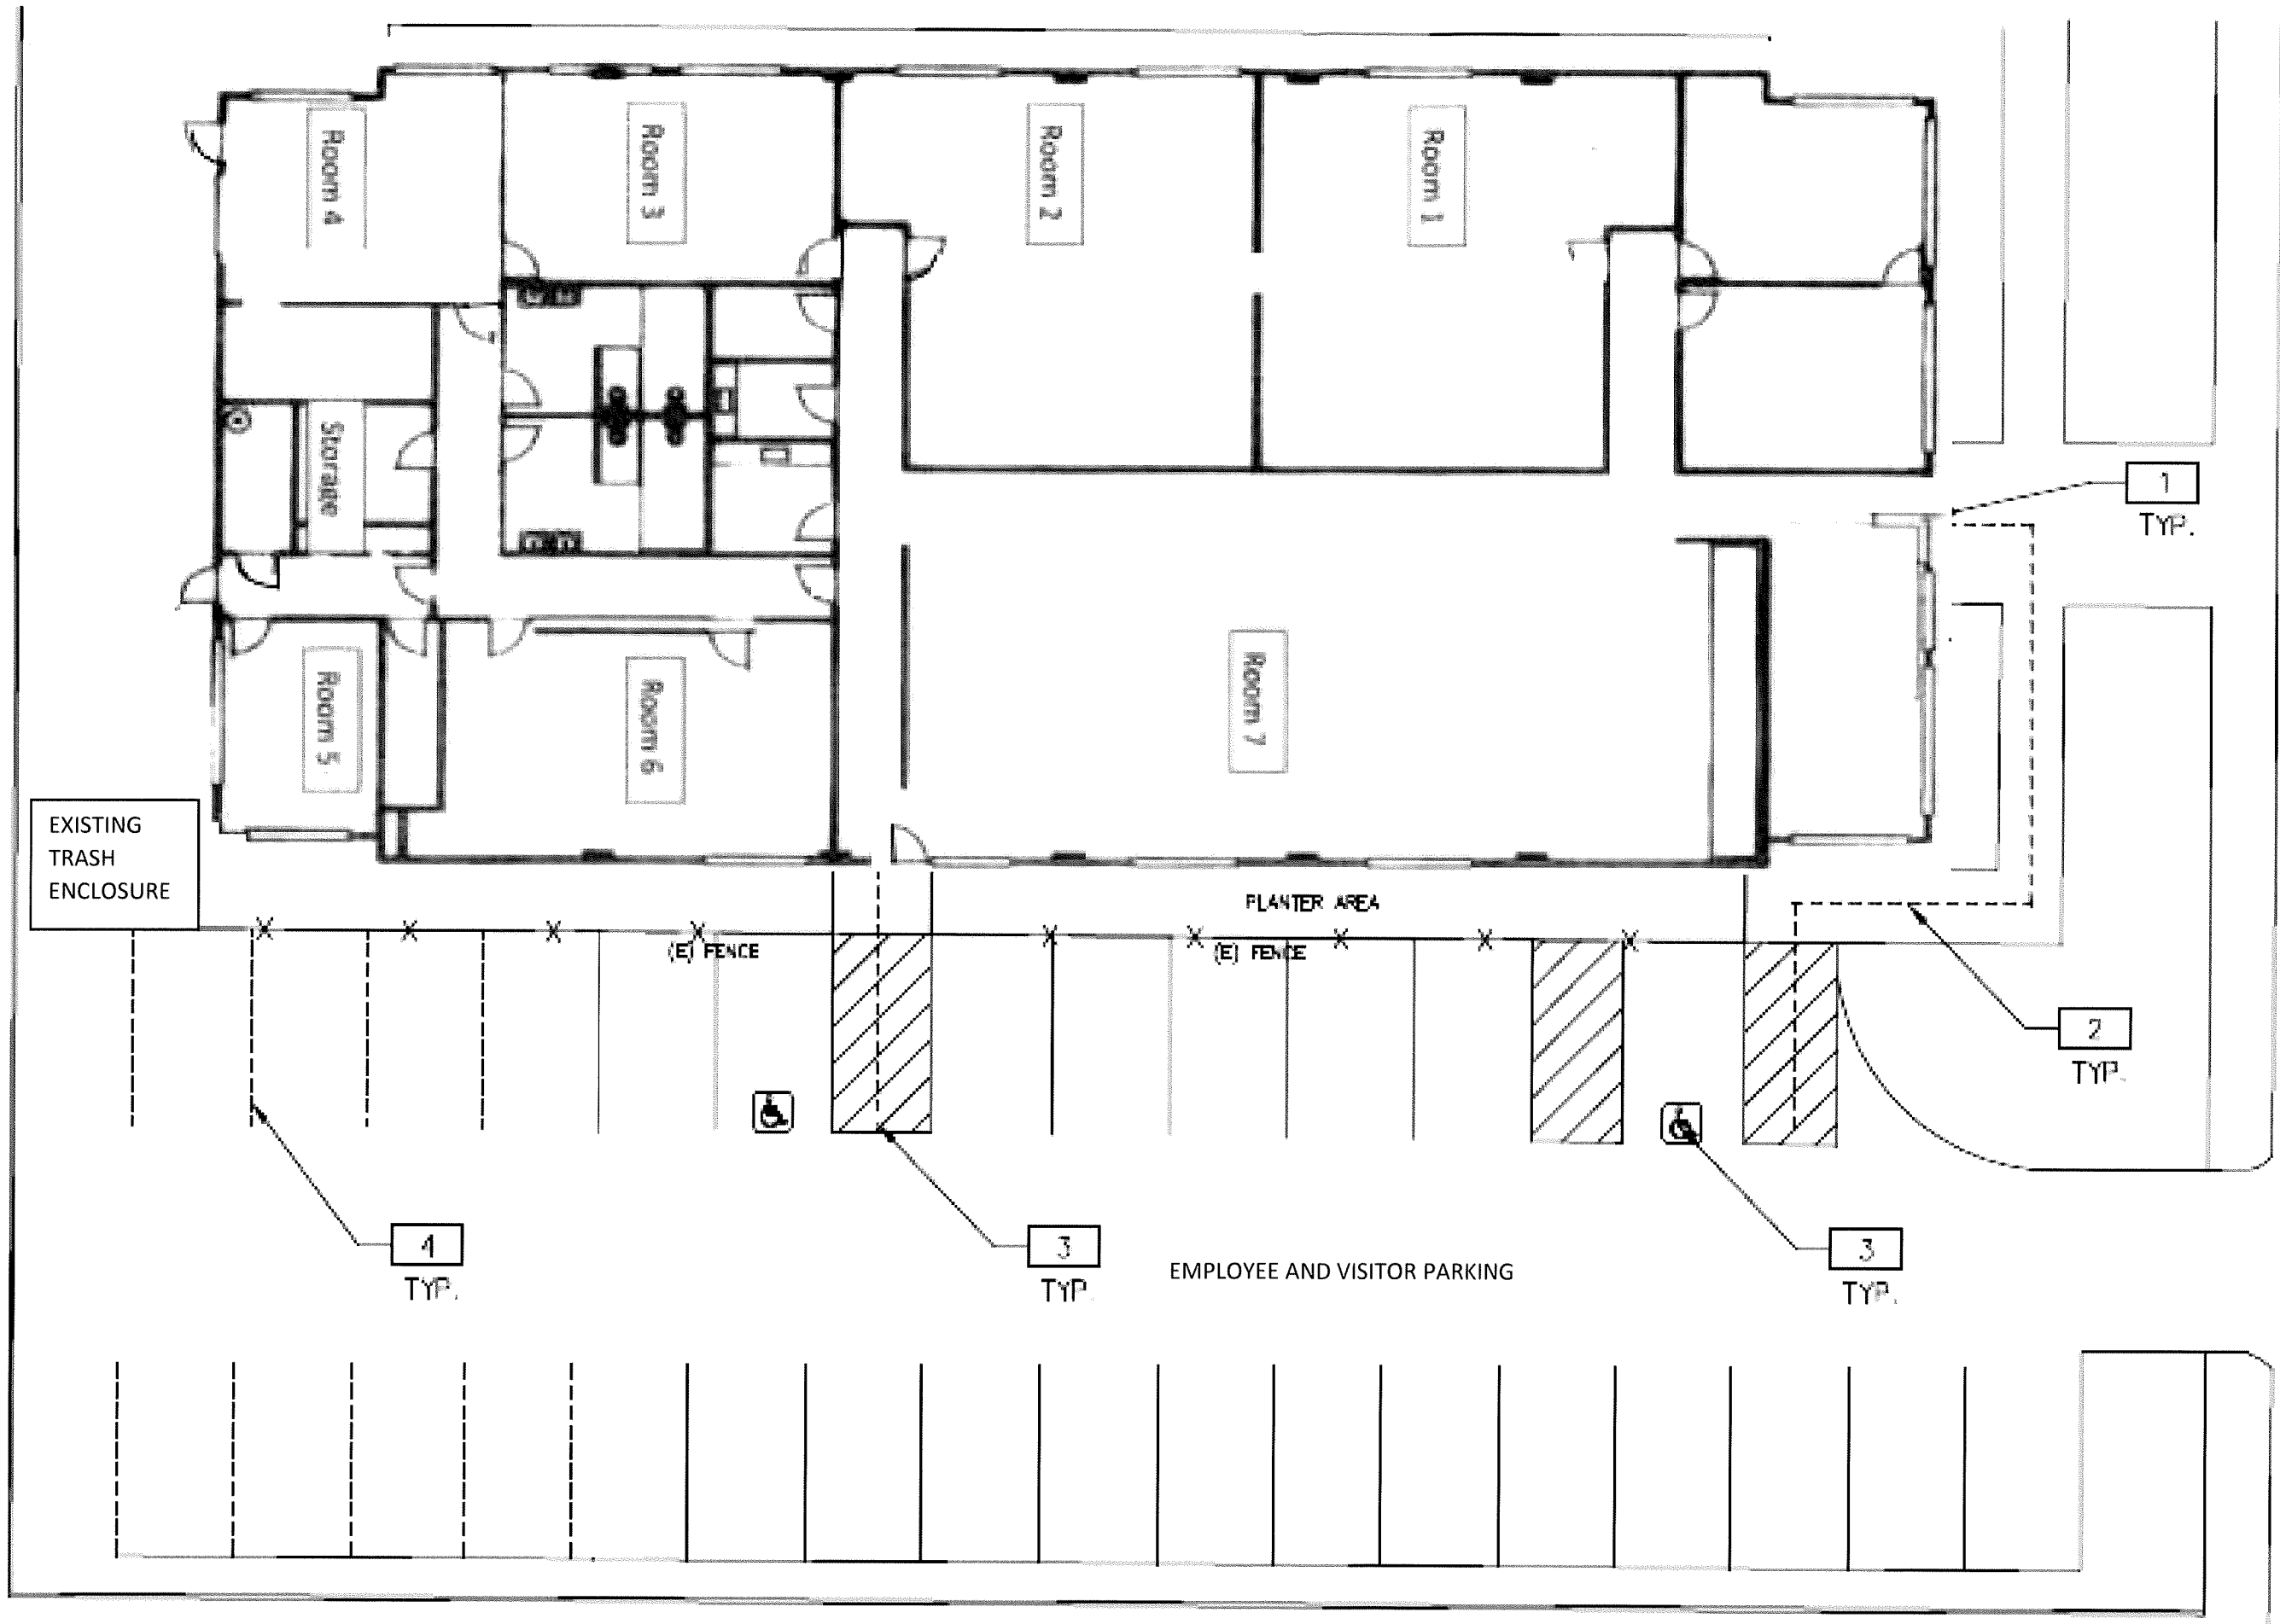 Room 4
Room 3
Room 2
Room 1
Storage
1
TYP.
Room 5
Room 6
Room 7
EXISTING
TRASH
ENCLOSURE
PLANTER AREA
(E) FENCE
(E) FENCE
2
TYP.
4
TYP.
3
TYP.
EMPLOYEE AND VISITOR PARKING
3
TYP.